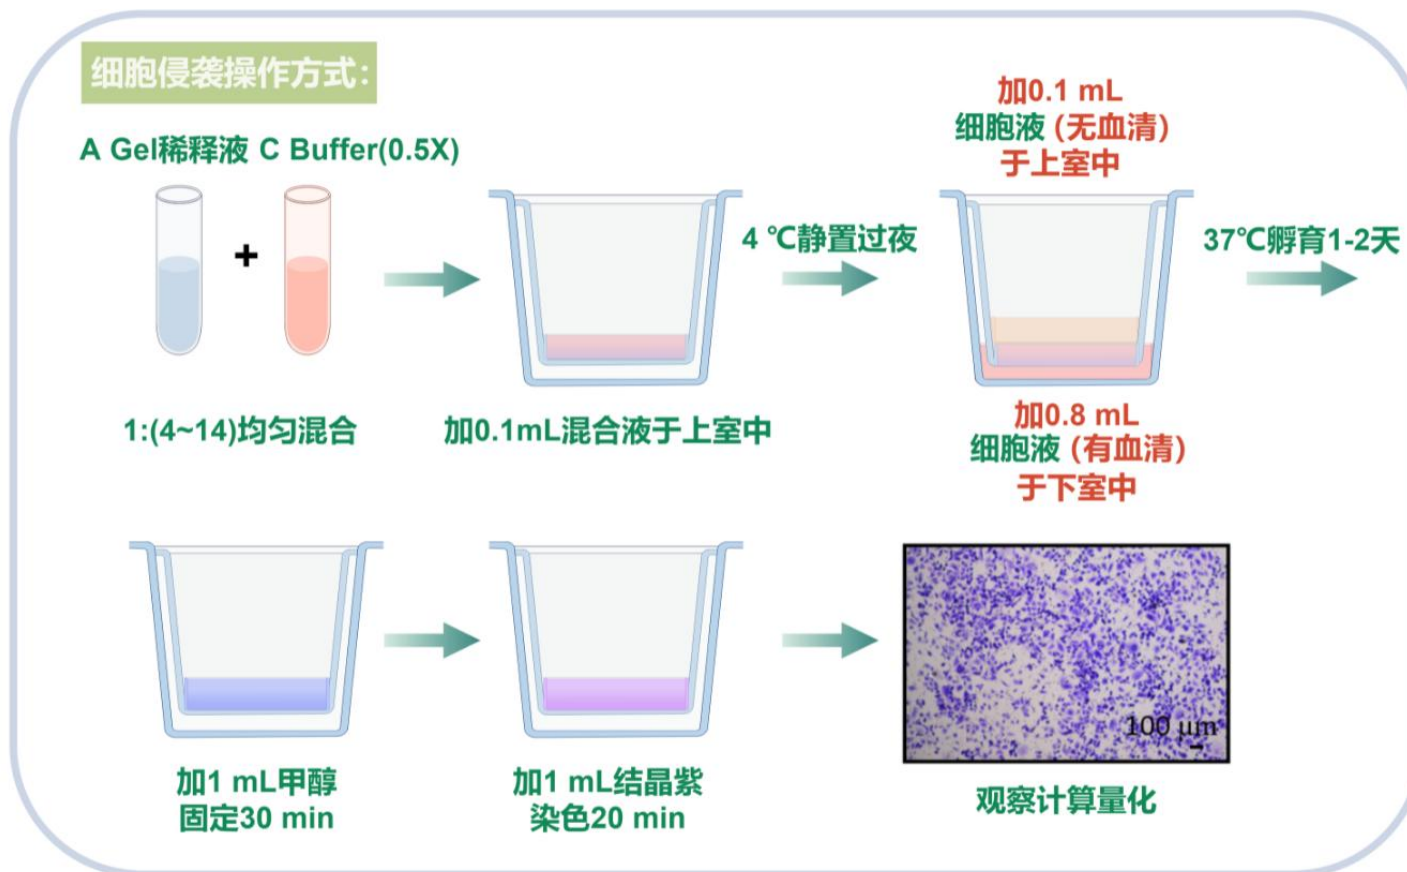 细胞侵袭操作方式:
A Gel稀释液 C Buffer(0.5X)
+
1:(4~14)均匀混合
加0.1mL混合液于上室中
4 ℃静置过夜
加0.1 mL
细胞液 (无血清)
于上室中
加0.8 mL
细胞液 (有血清)
于下室中
37℃孵育1-2天
加1 mL甲醇
固定30 min
加1 mL结晶紫
染色20 min
100 μm
观察计算量化